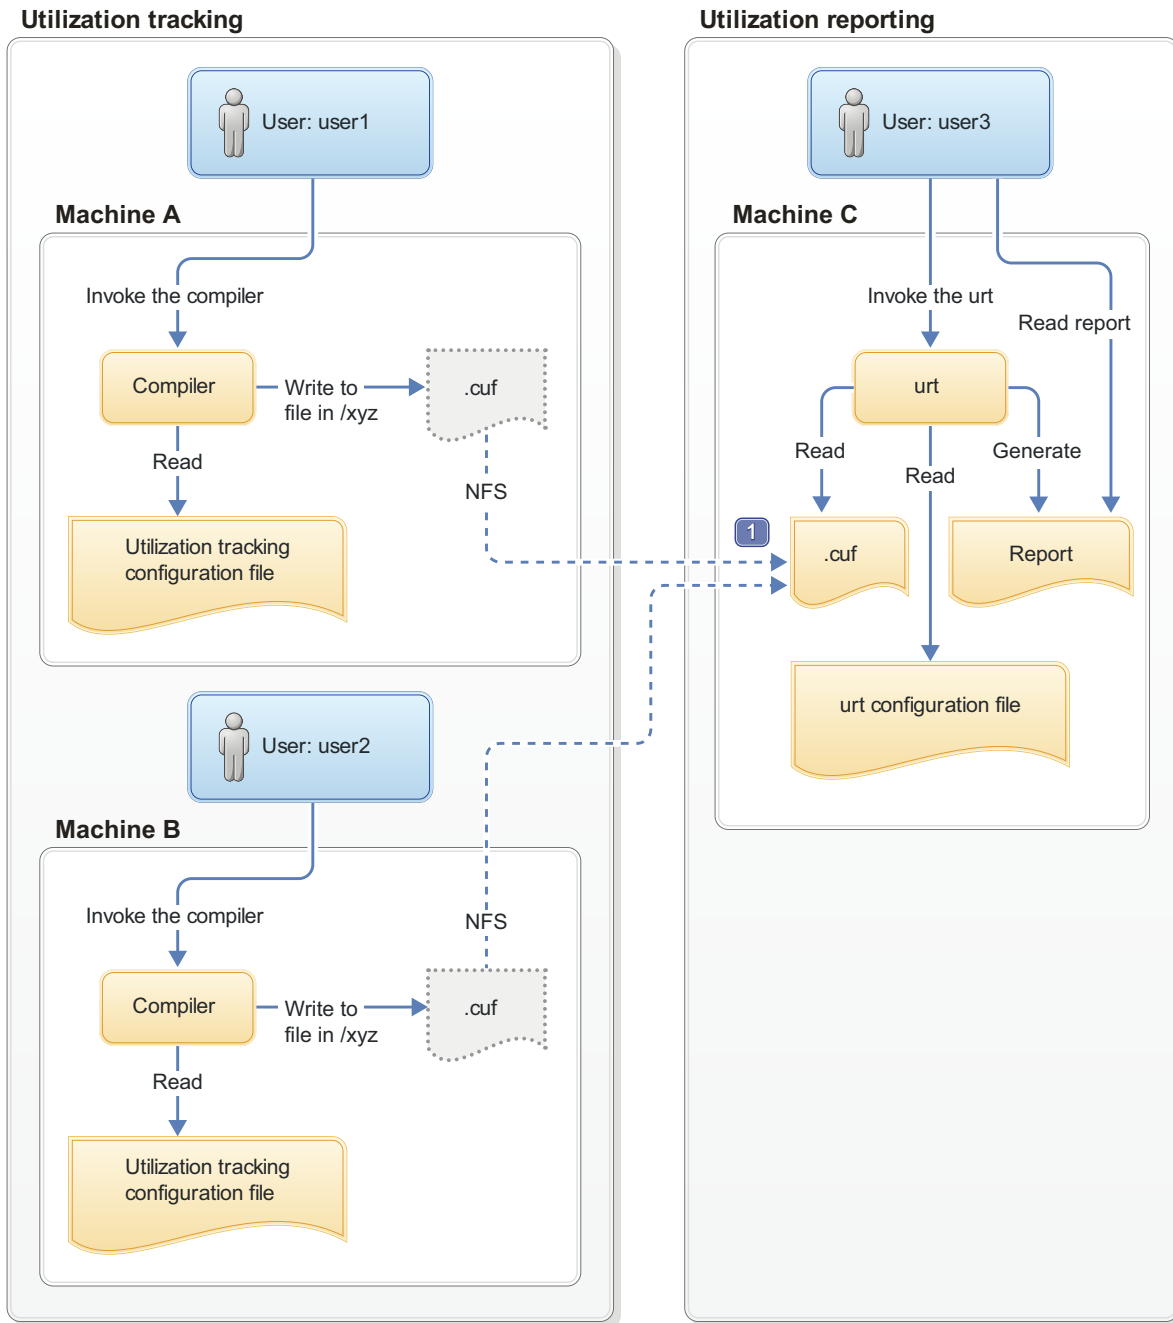 Utilization tracking
User: user1
Machine A
Invoke the compiler
Compiler
Write to
file in /xyz
.cuf
Read
NFS
Utilization tracking
configuration file
User: user2
Machine B
Invoke the compiler
NFS
Compiler
Write to
file in /xyz
.cuf
Read
Utilization tracking
configuration file
Utilization reporting
User: user3
Machine C
Invoke the urt
Read report
urt
Read
Read
Generate
1
.cuf
Report
urt configuration file